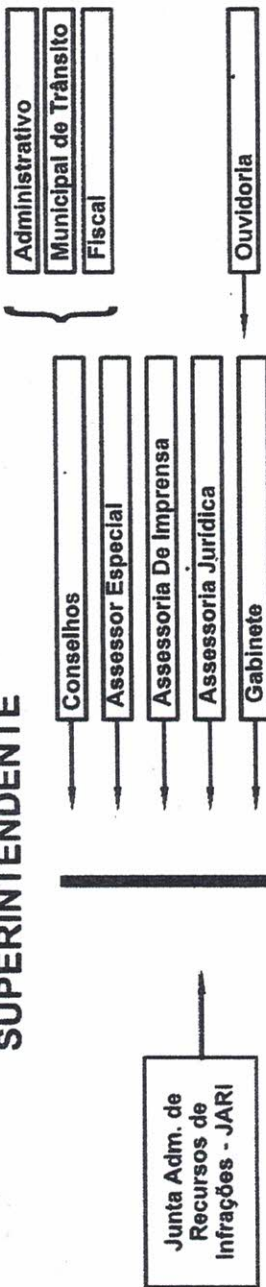 SUPERINTENDENTE
Conselhos
Administrativo
Municipal de Trânsito
Fiscal
Assessor Especial
Assessoria De Imprensa
Assessoria Jurídica
Gabinete
Ouvidoria
Junta Adm. de
Recursos de
Infrações - JARI